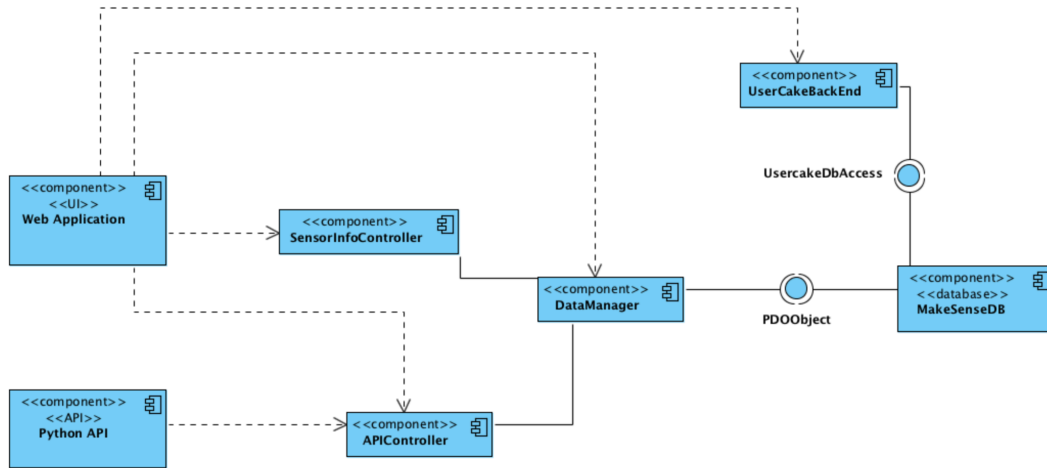 <<component>>
UserCakeBackEnd
UsercakeDbAccess
<<component>>
<<UI>>
Web Application
<<component>>
SensorInfoController
<<component>>
DataManager
PDOObject
<<component>>
<<database>>
MakeSenseDB
<<component>>
<<API>>
Python API
<<component>>
APIController